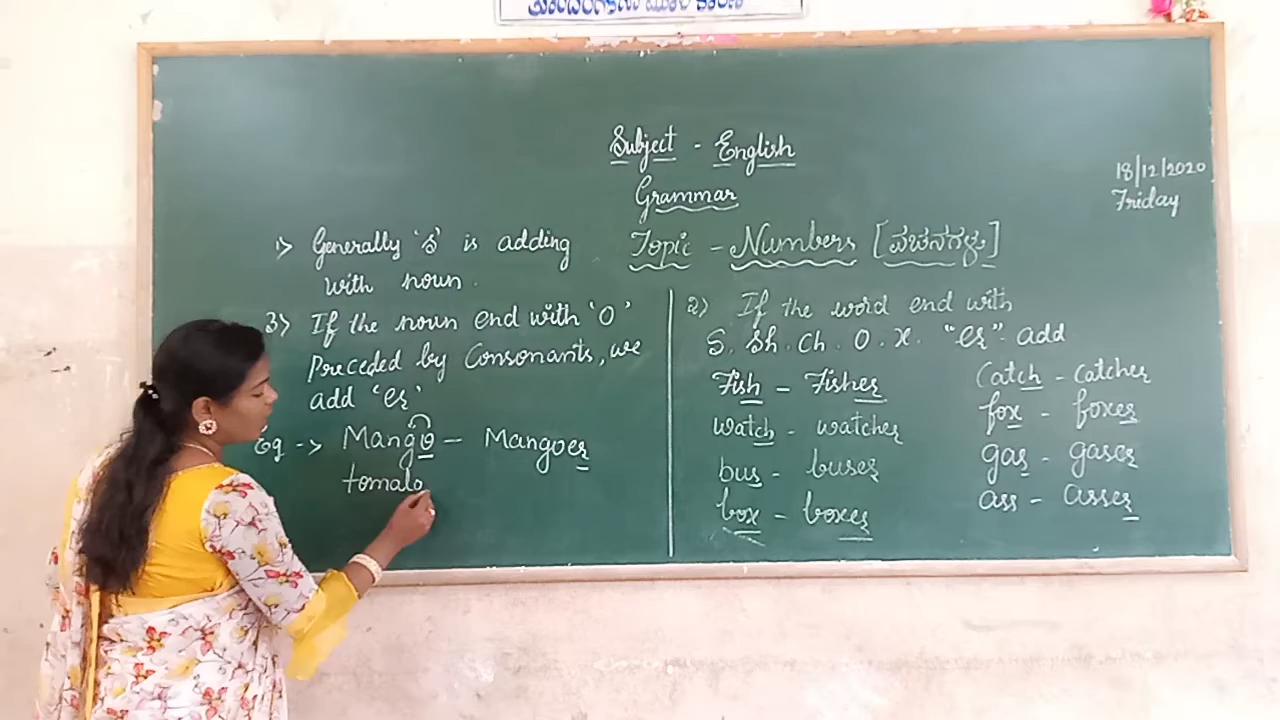 Subject - English
Grammar
18/12/2020
Friday
Topic - Numbers [ವಚನಗಳು]
1> Generally 's' is adding
with noun.
3> If the noun end with 'O'
Preceded by Consonants, we
add 'es'
Eg -> Mango - Mangoes
tomato
2) If the word end with
S. Sh. Ch. O. X. "es". add
Fish - Fishes
watch - watches
bus - buses
box - boxes
Catch - catches
fox - foxes
gas - gases
ass - asses